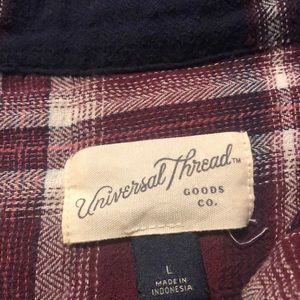 Universal Thread™
GOODS
CO.
L
MADE IN
INDONESIA